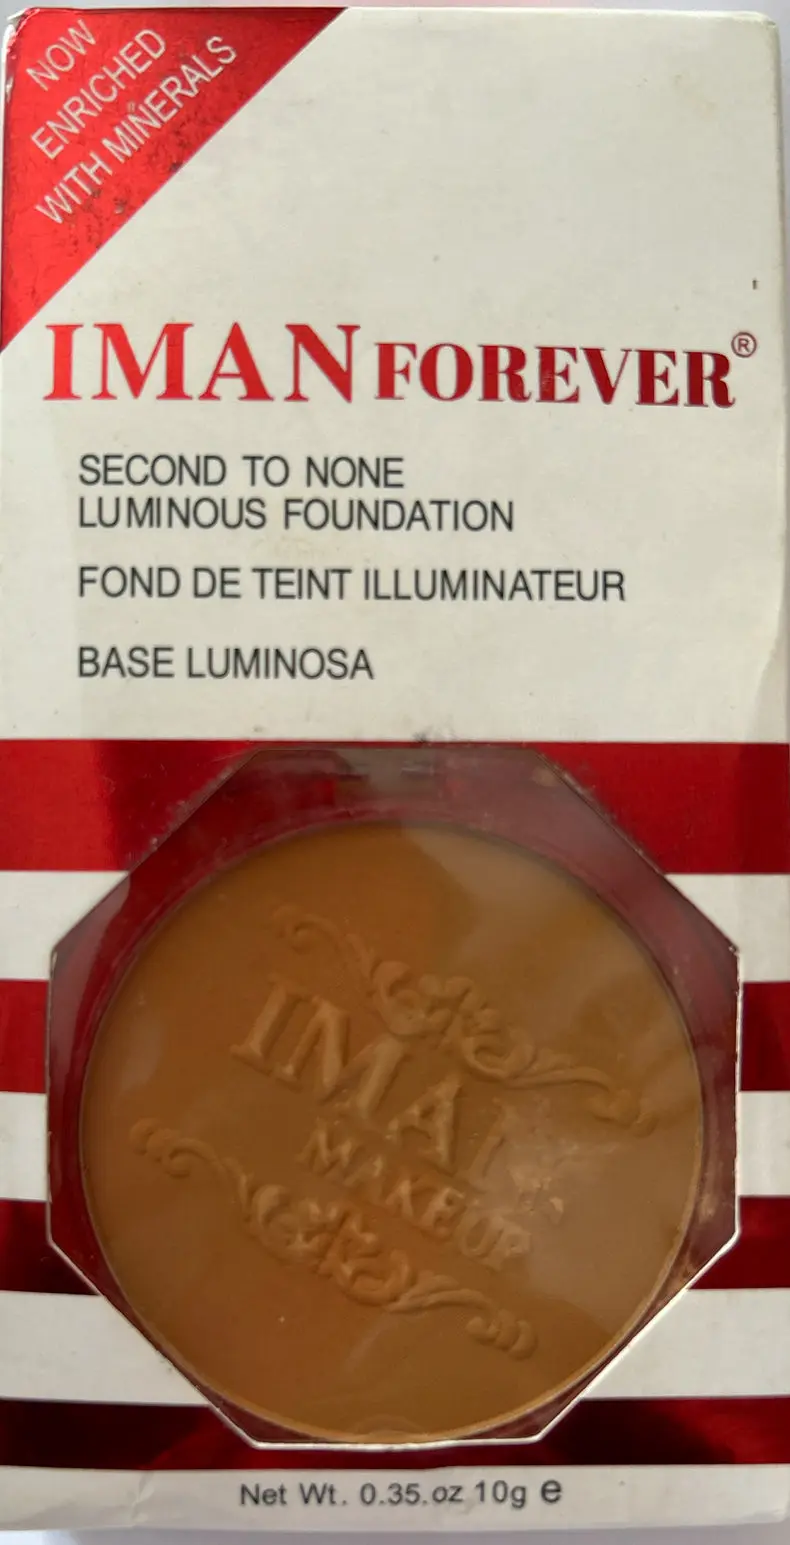 NOW
ENRICHED
WITH MINERALS
IMAN FOREVER®
SECOND TO NONE
LUMINOUS FOUNDATION
FOND DE TEINT ILLUMINATEUR
BASE LUMINOSA
IMAN
MAKEUP
Net Wt. 0.35.oz 10g e